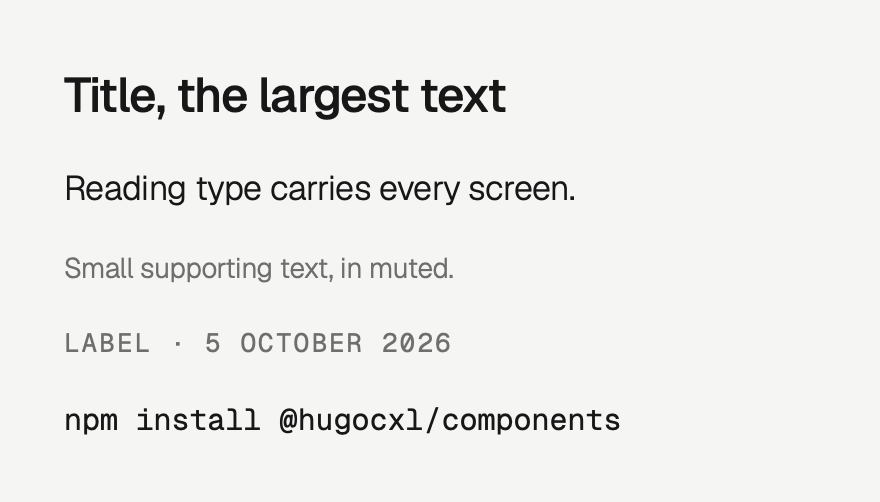 Title, the largest text
Reading type carries every screen.
Small supporting text, in muted.
LABEL · 5 OCTOBER 2026
npm install @hugocxl/components